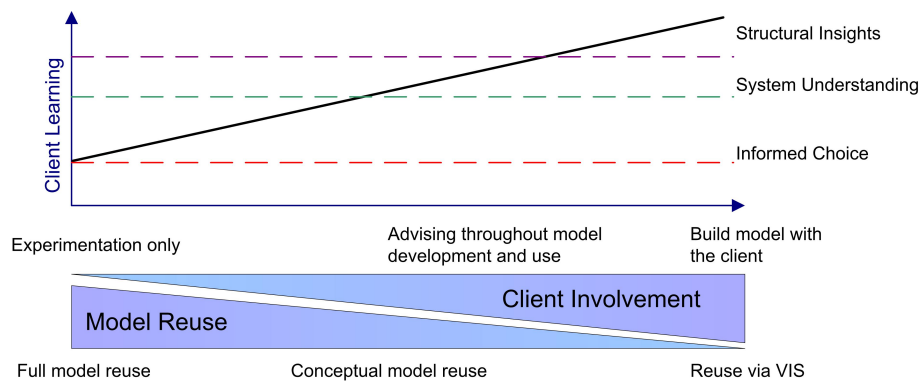 Client Learning
Structural Insights
System Understanding
Informed Choice
Experimentation only
Advising throughout model
development and use
Build model with
the client
Client Involvement
Model Reuse
Full model reuse
Conceptual model reuse
Reuse via VIS